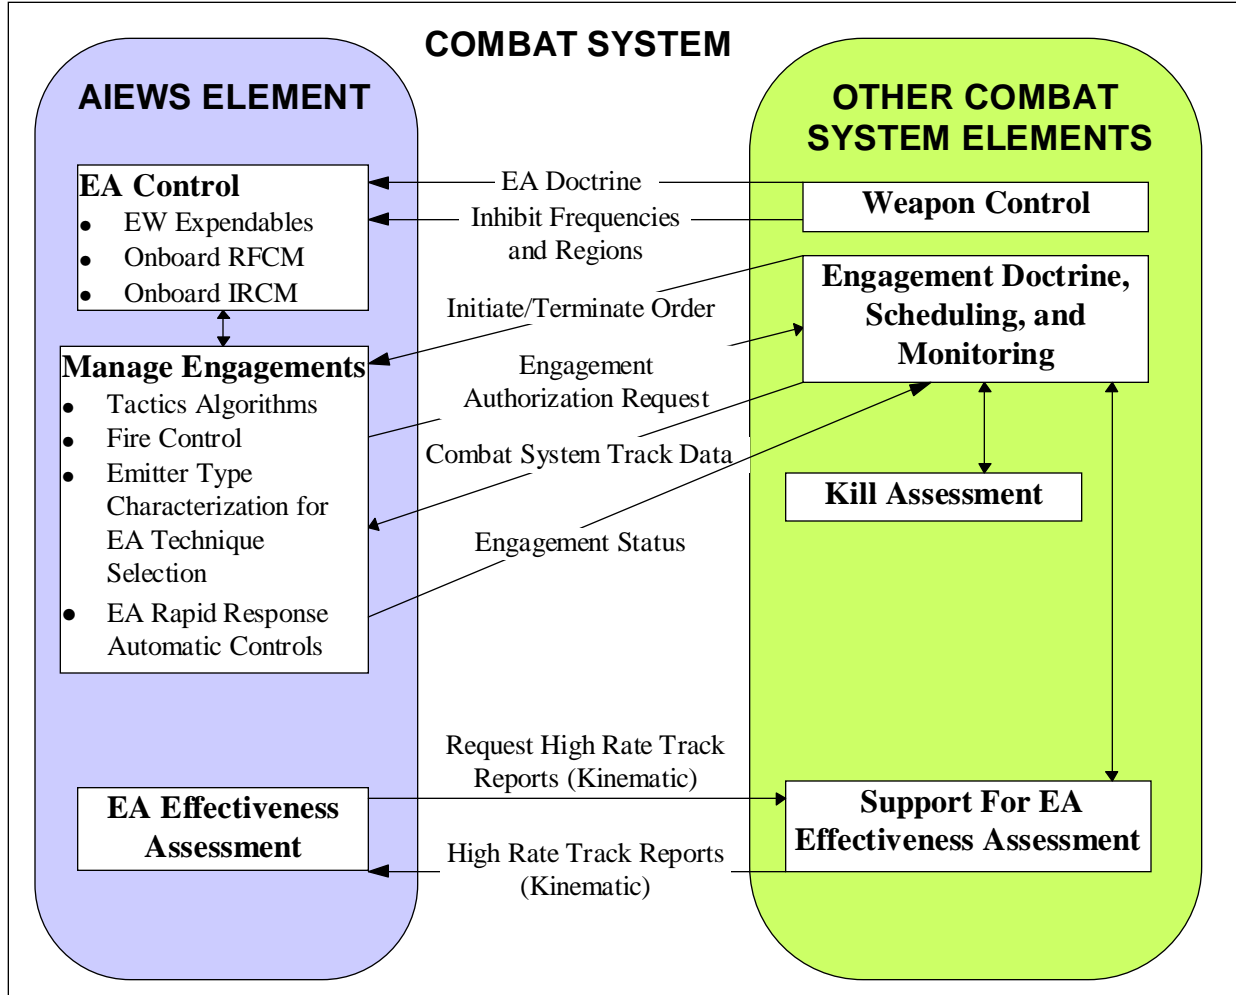 COMBAT SYSTEM
AIEWS ELEMENT
EA Control
● EW Expendables
● Onboard RFCM
● Onboard IRCM
Manage Engagements
● Tactics Algorithms
● Fire Control
● Emitter Type
Characterization for
EA Technique
Selection
● EA Rapid Response
Automatic Controls
EA Effectiveness
Assessment
EA Doctrine
Inhibit Frequencies
and Regions
Initiate/Terminate Order
Engagement
Authorization Request
Combat System Track Data
Engagement Status
Request High Rate Track
Reports (Kinematic)
High Rate Track Reports
(Kinematic)
OTHER COMBAT
SYSTEM ELEMENTS
Weapon Control
Engagement Doctrine,
Scheduling, and
Monitoring
Kill Assessment
Support For EA
Effectiveness Assessment